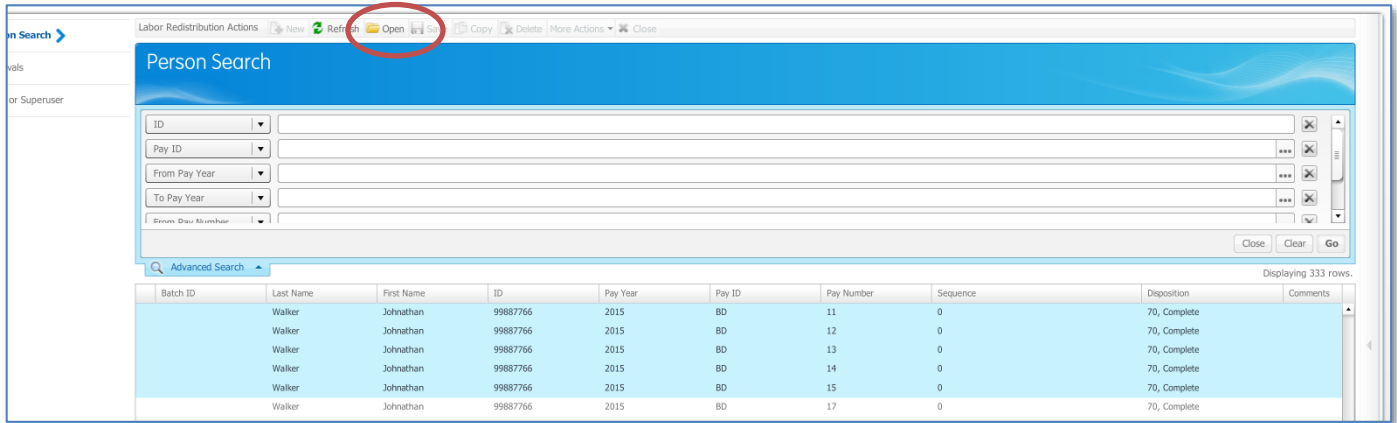 Labor Redistribution Actions New Refresh Open Save Copy Delete More Actions Close
on Search
vals
or Superuser
Person Search
ID
Pay ID ...
From Pay Year ...
To Pay Year ...
From Pay Number
Close Clear Go
Advanced Search
Displaying 333 rows.
Batch ID Last Name First Name ID Pay Year Pay ID Pay Number Sequence Disposition Comments
Walker Johnathan 99887766 2015 BD 11 0 70, Complete
Walker Johnathan 99887766 2015 BD 12 0 70, Complete
Walker Johnathan 99887766 2015 BD 13 0 70, Complete
Walker Johnathan 99887766 2015 BD 14 0 70, Complete
Walker Johnathan 99887766 2015 BD 15 0 70, Complete
Walker Johnathan 99887766 2015 BD 17 0 70, Complete